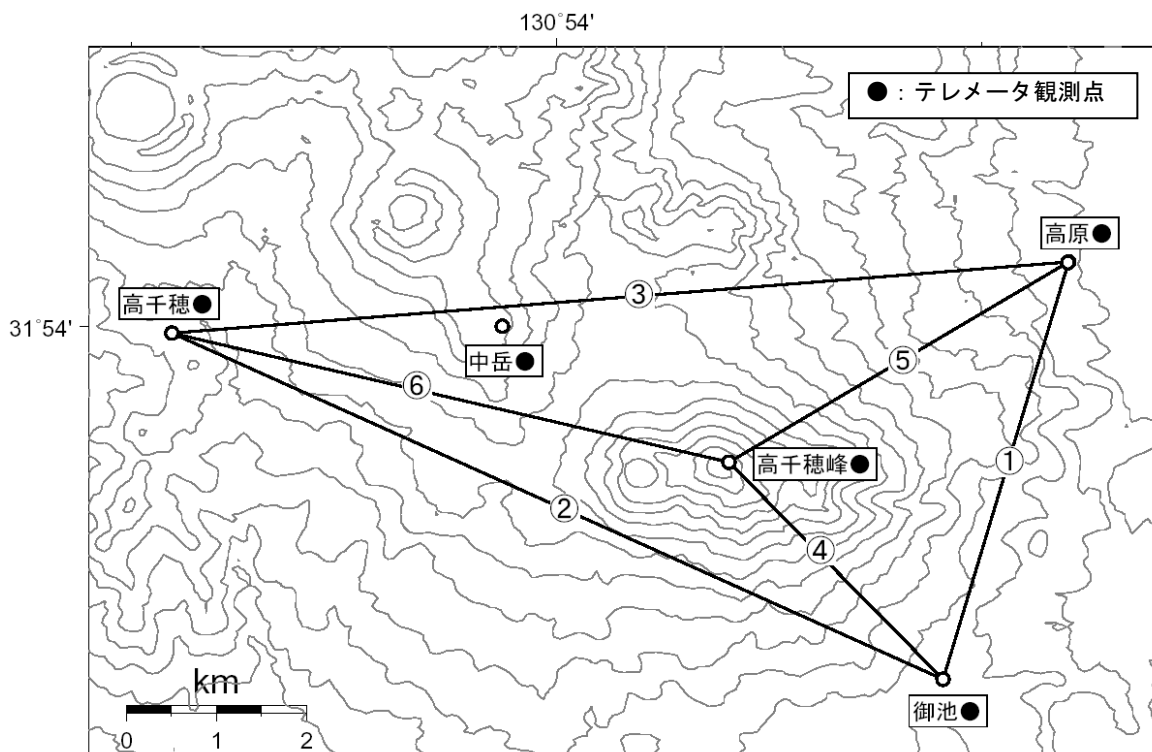 130°54'
●：テレメータ観測点
高原●
高千穂●
③
31°54'
中岳●
⑤
⑥
高千穂峰●
①
②
④
km
御池●
0 1 2